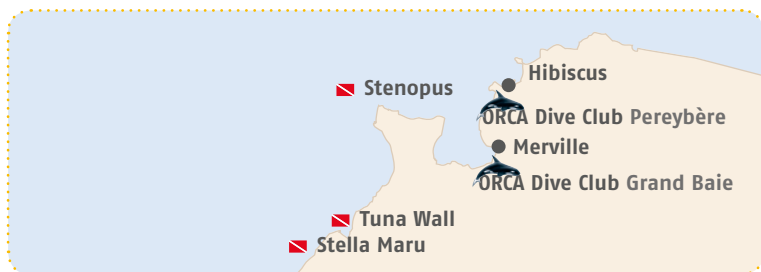 Hibiscus
Stenopus
ORCA Dive Club Pereybère
Merville
ORCA Dive Club Grand Baie
Tuna Wall
Stella Maru